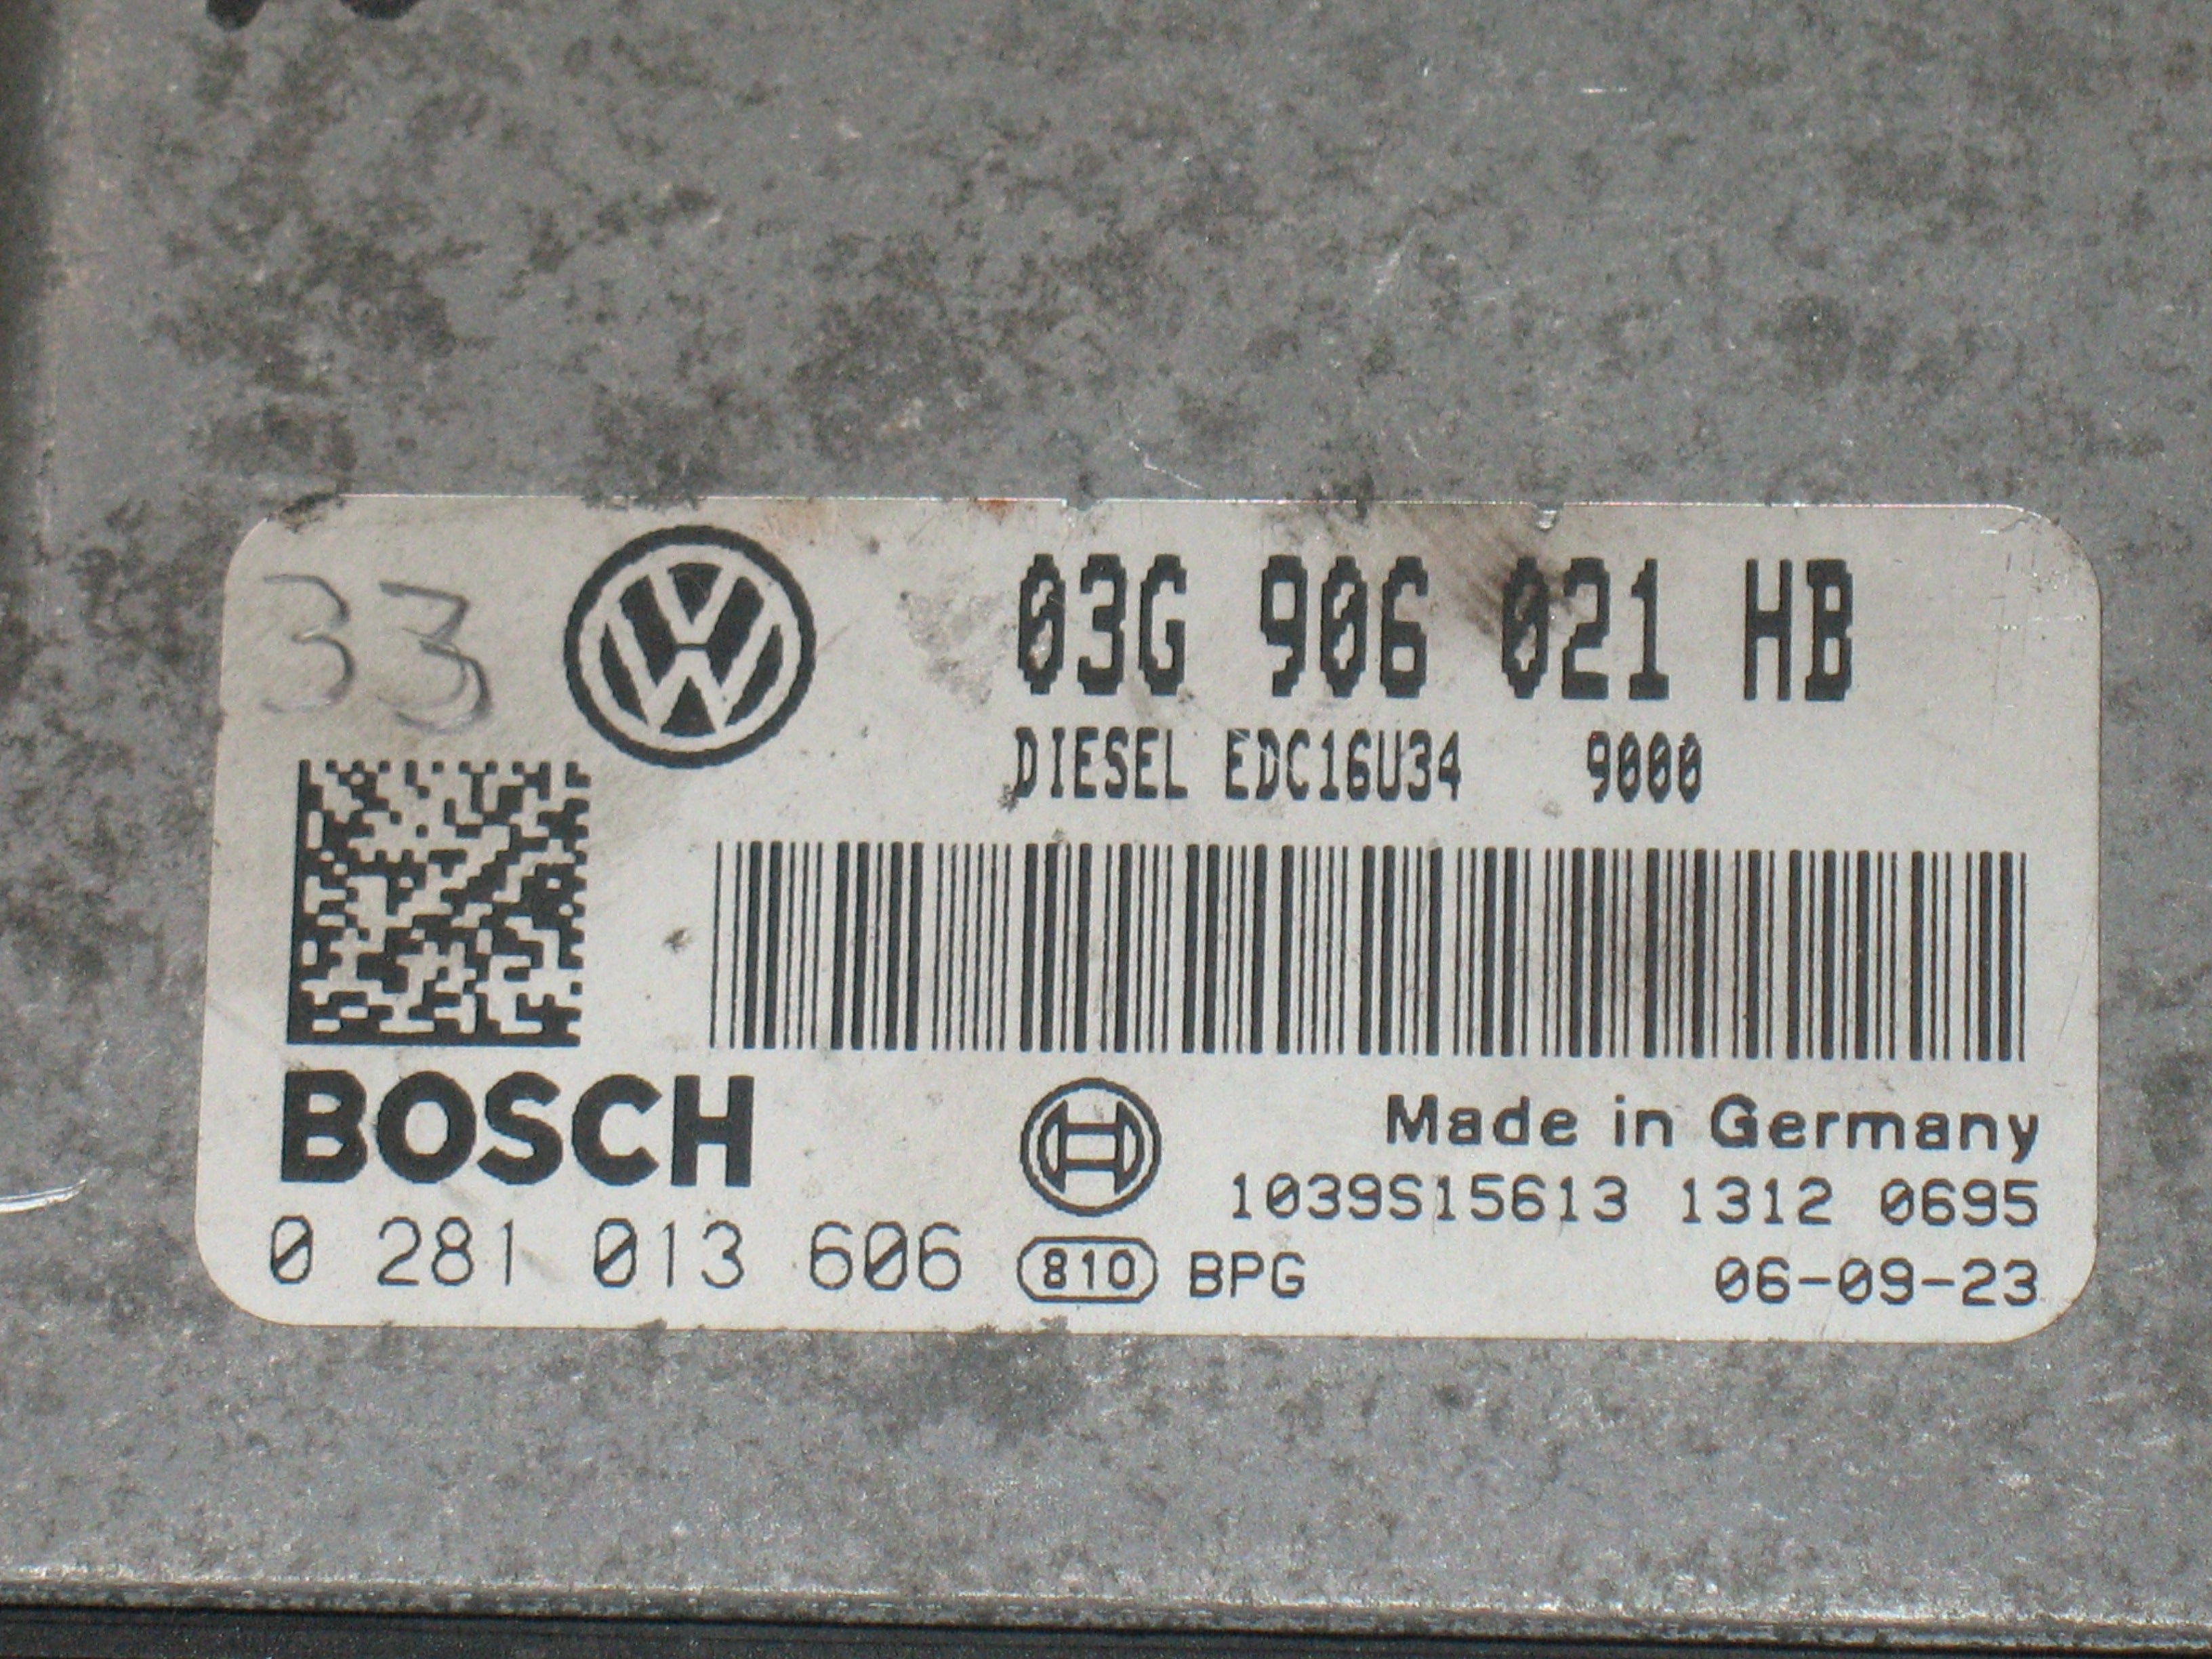 33
03G 906 021 HB
DIESEL EDC16U34 9000
BOSCH
Made in Germany
1039S15613 1312 0695
0 281 013 606 810 BPG 06-09-23